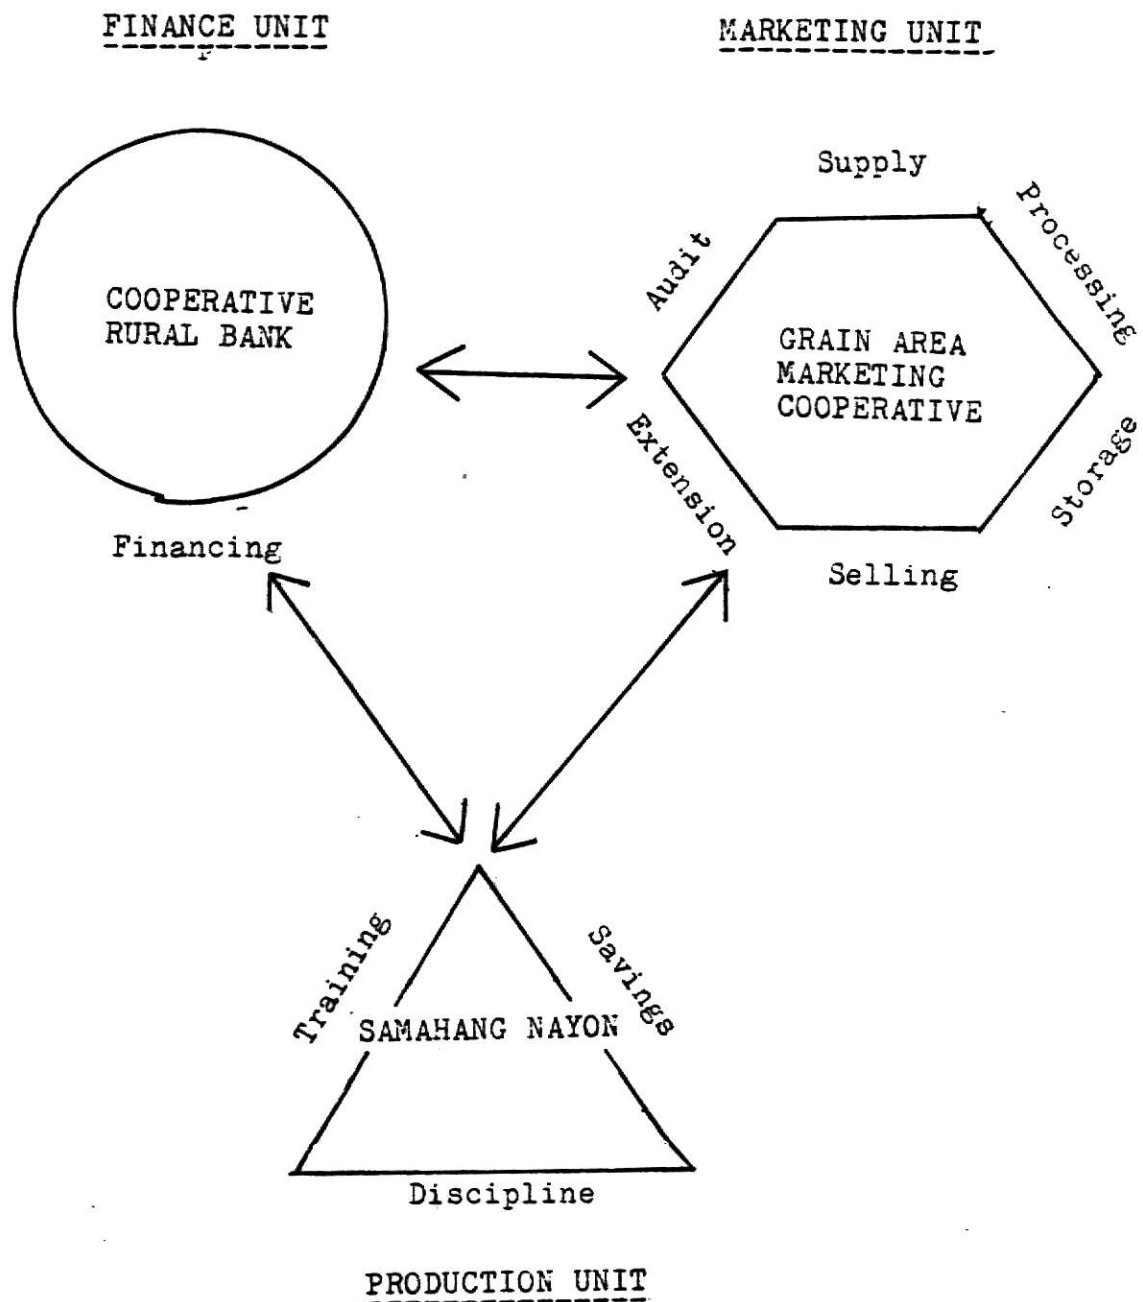 FINANCE UNIT
MARKETING UNIT
COOPERATIVE
RURAL BANK
Financing
Supply
Processing
Audit
GRAIN AREA
MARKETING
COOPERATIVE
Extension
Storage
Selling
Training
Savings
SAMAHANG NAYON
Discipline
PRODUCTION UNIT